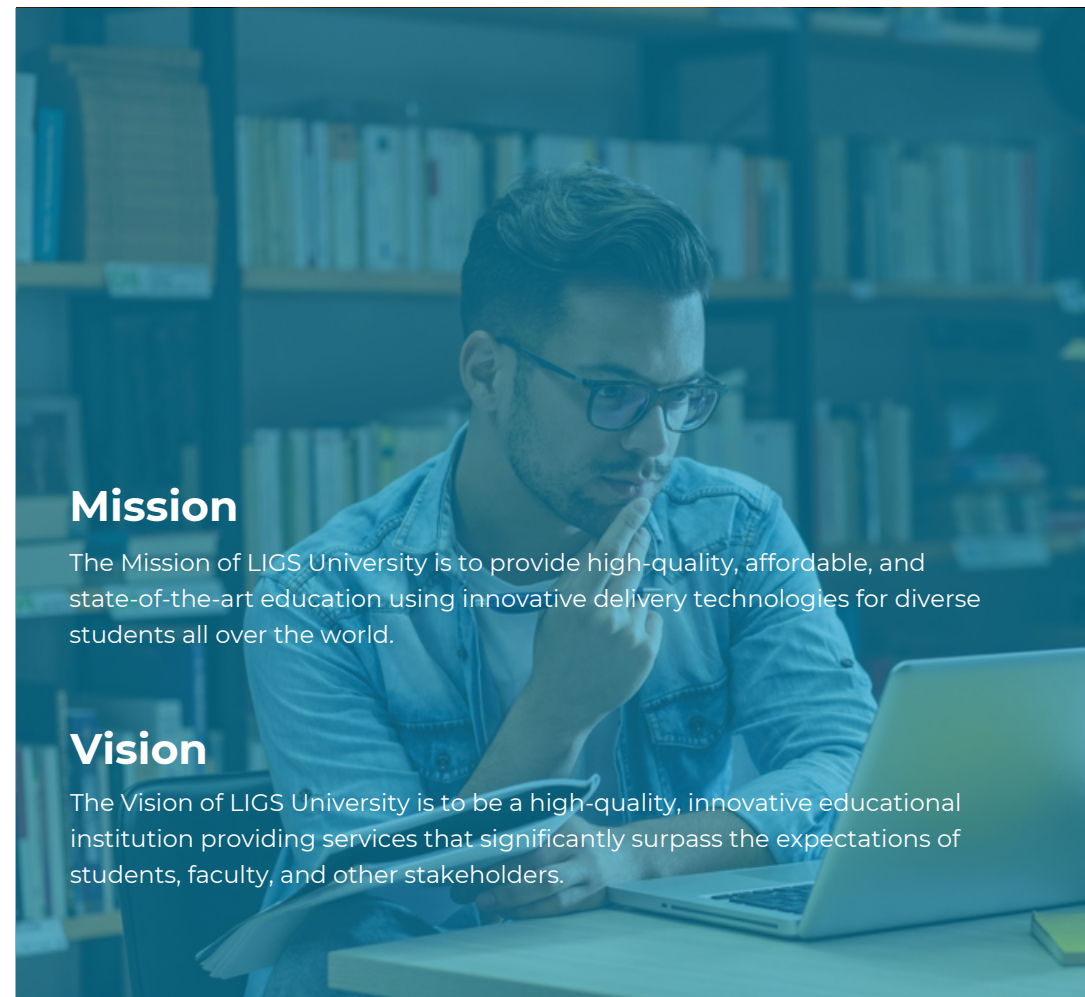 Mission
The Mission of LIGS University is to provide high-quality, affordable, and
state-of-the-art education using innovative delivery technologies for diverse
students all over the world.
Vision
The Vision of LIGS University is to be a high-quality, innovative educational
institution providing services that significantly surpass the expectations of
students, faculty, and other stakeholders.